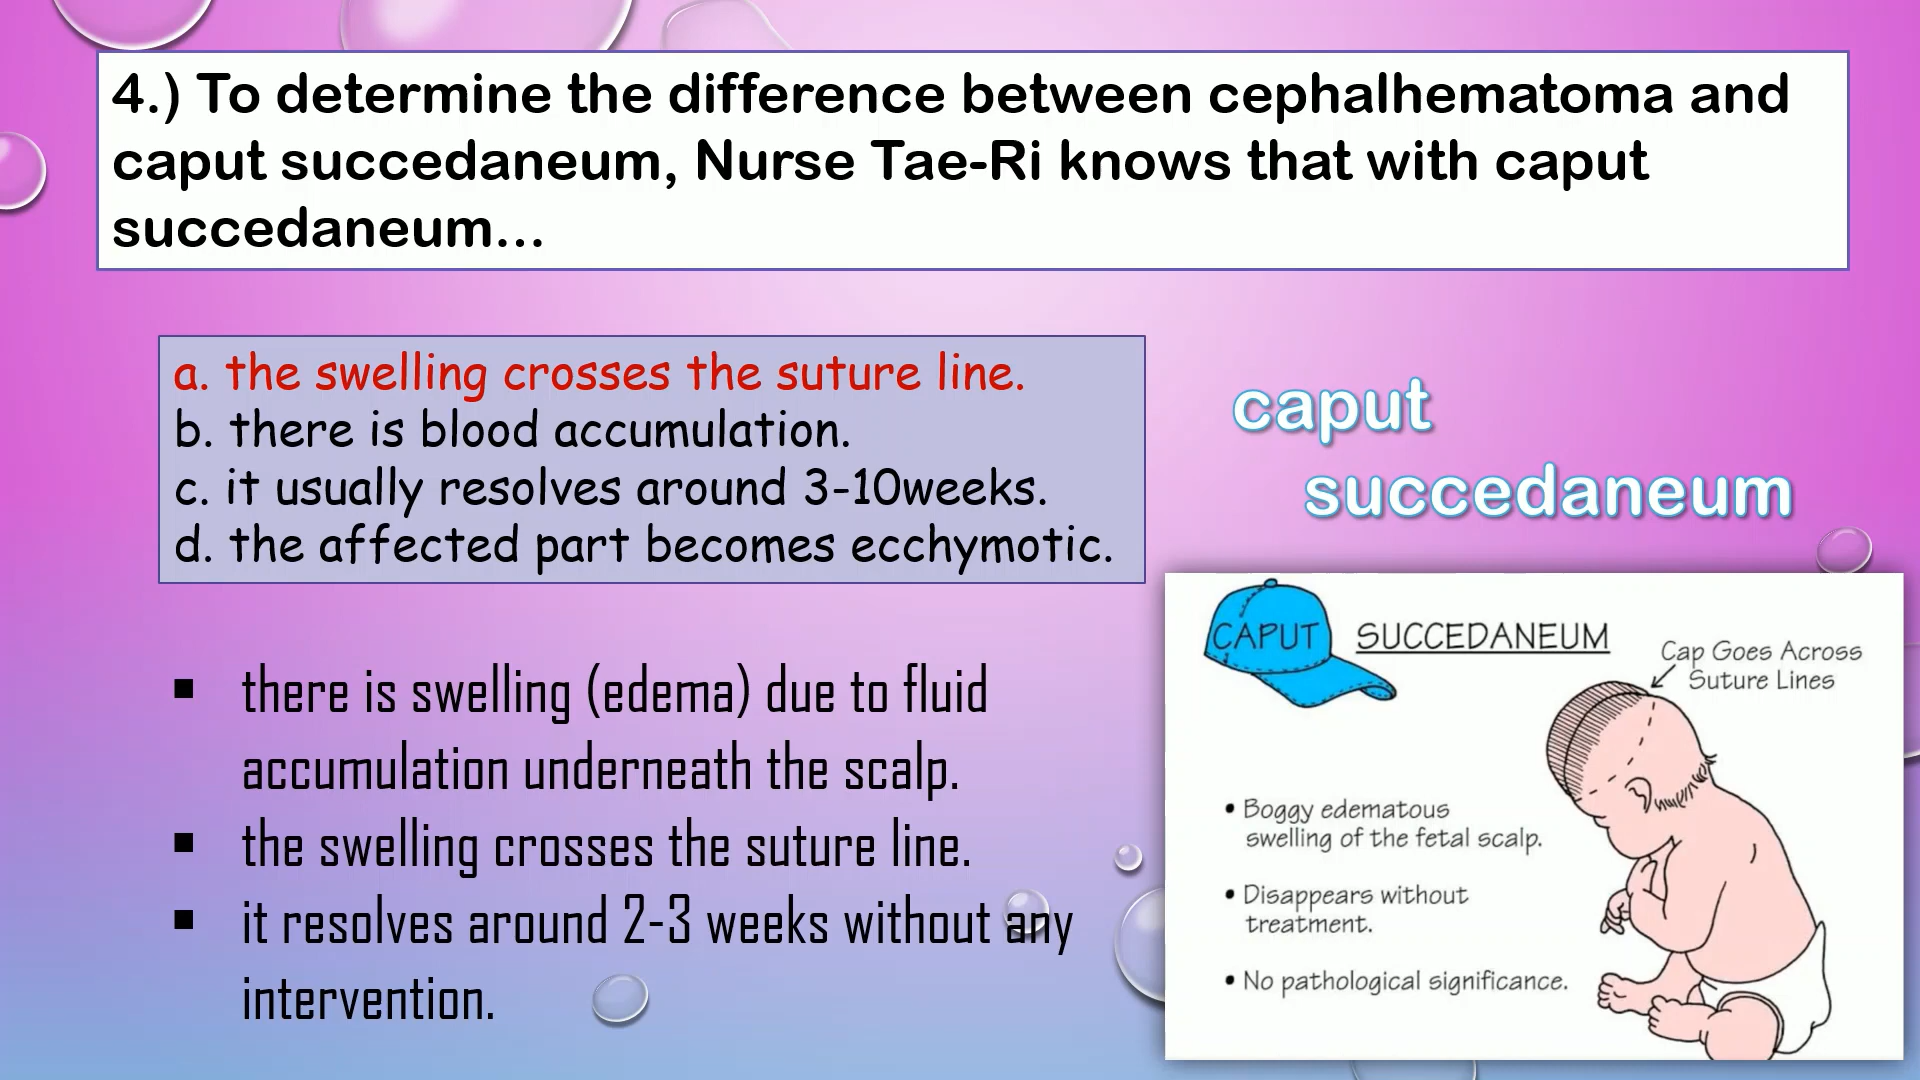 4.) To determine the difference between cephalhematoma and
caput succedaneum, Nurse Tae-Ri knows that with caput
succedaneum...
a. the swelling crosses the suture line.
b. there is blood accumulation.
c. it usually resolves around 3-10weeks.
d. the affected part becomes ecchymotic.
caput
succedaneum
▪ there is swelling (edema) due to fluid
accumulation underneath the scalp.
▪ the swelling crosses the suture line.
▪ it resolves around 2-3 weeks without any
intervention.
CAPUT SUCCEDANEUM
Cap Goes Across
Suture Lines
• Boggy edematous
swelling of the fetal scalp.
• Disappears without
treatment.
• No pathological significance.